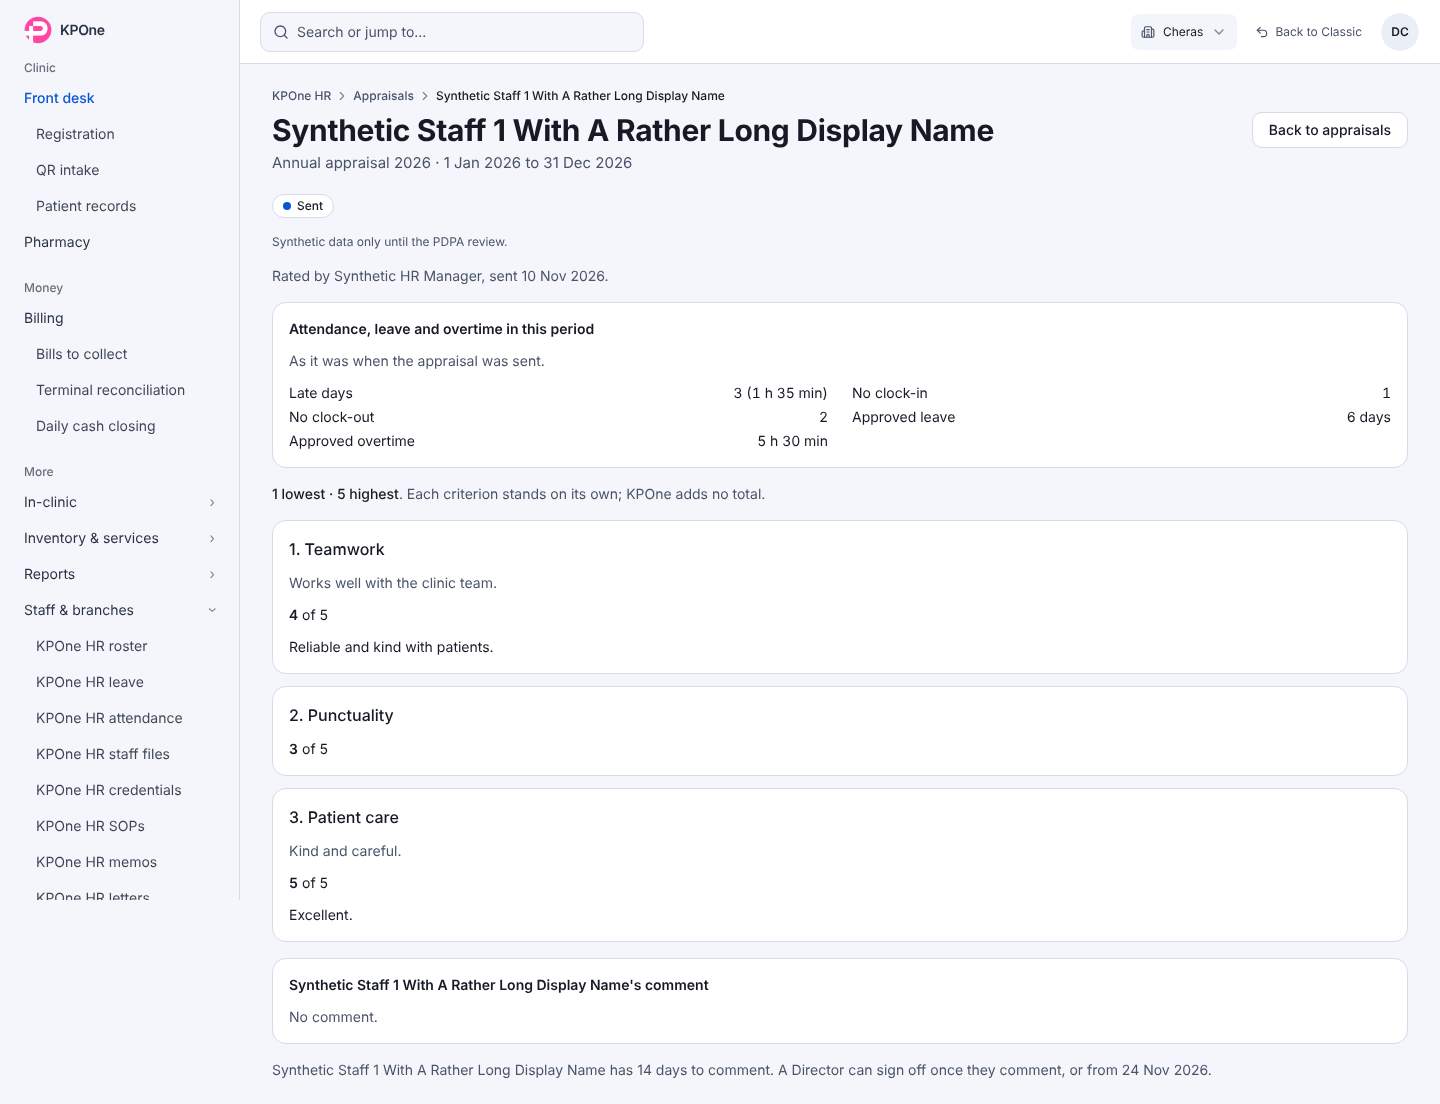 KPOne
Clinic
Front desk
Registration
QR intake
Patient records
Pharmacy
Money
Billing
Bills to collect
Terminal reconciliation
Daily cash closing
More
In-clinic
Inventory & services
Reports
Staff & branches
KPOne HR roster
KPOne HR leave
KPOne HR attendance
KPOne HR staff files
KPOne HR credentials
KPOne HR SOPs
KPOne HR memos
KPOne HR letters
Search or jump to...
Cheras
Back to Classic
DC
KPOne HR > Appraisals > Synthetic Staff 1 With A Rather Long Display Name
Synthetic Staff 1 With A Rather Long Display Name
Back to appraisals
Annual appraisal 2026 · 1 Jan 2026 to 31 Dec 2026
Sent
Synthetic data only until the PDPA review.
Rated by Synthetic HR Manager, sent 10 Nov 2026.
Attendance, leave and overtime in this period
As it was when the appraisal was sent.
Late days 3 (1 h 35 min) No clock-in 1
No clock-out 2 Approved leave 6 days
Approved overtime 5 h 30 min
1 lowest · 5 highest. Each criterion stands on its own; KPOne adds no total.
1. Teamwork
Works well with the clinic team.
4 of 5
Reliable and kind with patients.
2. Punctuality
3 of 5
3. Patient care
Kind and careful.
5 of 5
Excellent.
Synthetic Staff 1 With A Rather Long Display Name's comment
No comment.
Synthetic Staff 1 With A Rather Long Display Name has 14 days to comment. A Director can sign off once they comment, or from 24 Nov 2026.